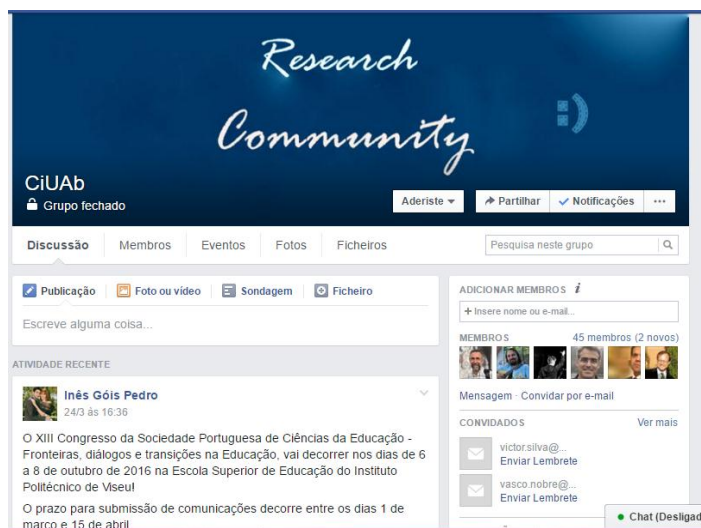 Research
Community
:)
CiUAb
Grupo fechado
Aderiste
Partilhar
Notificações
...
Discussão
Membros
Eventos
Fotos
Ficheiros
Pesquisa neste grupo
Publicação
Foto ou vídeo
Sondagem
Ficheiro
Escreve alguma coisa...
ADICIONAR MEMBROS i
+ Insere nome ou e-mail...
MEMBROS
45 membros (2 novos)
Mensagem · Convidar por e-mail
CONVIDADOS
Ver mais
victor.silva@...
Enviar Lembrete
vasco.nobre@...
Enviar Lembrete
ATIVIDADE RECENTE
Inês Góis Pedro
24/3 às 16:36
O XIII Congresso da Sociedade Portuguesa de Ciências da Educação -
Fronteiras, diálogos e transições na Educação, vai decorrer nos dias de 6
a 8 de outubro de 2016 na Escola Superior de Educação do Instituto
Politécnico de Viseu!
O prazo para submissão de comunicações decorre entre os dias 1 de
março e 15 de abril
Chat (Desligad